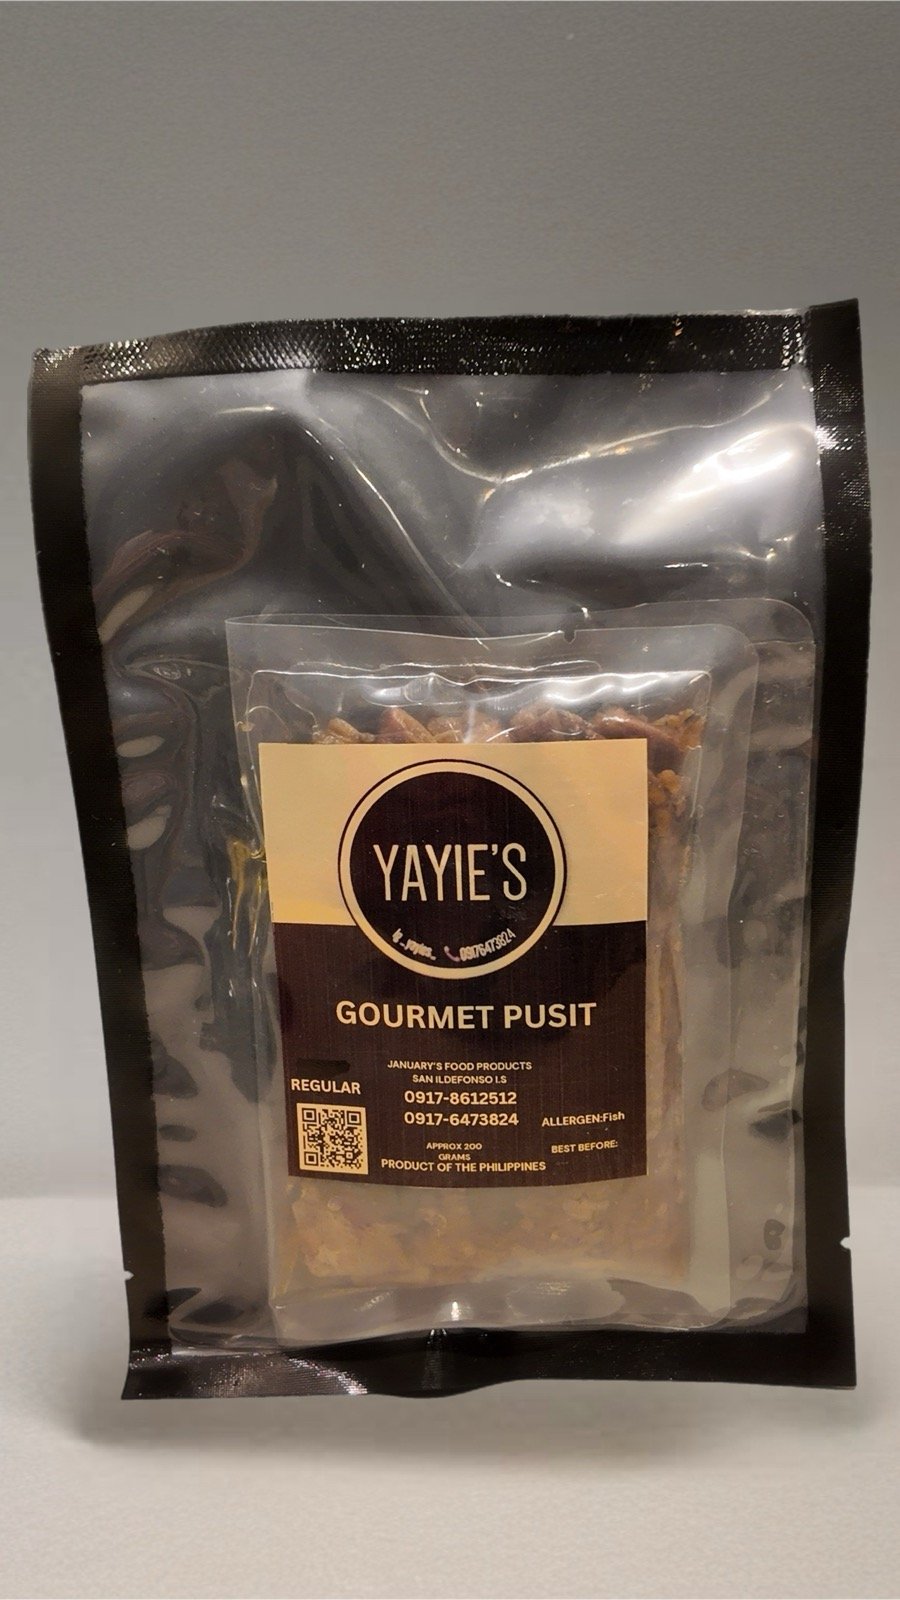 YAYIE'S
09176473824
GOURMET PUSIT
JANUARY'S FOOD PRODUCTS
SAN ILDEFONSO I.S
REGULAR
0917-8612512
0917-6473824
ALLERGEN:Fish
APPROX 200
GRAMS
BEST BEFORE:
PRODUCT OF THE PHILIPPINES